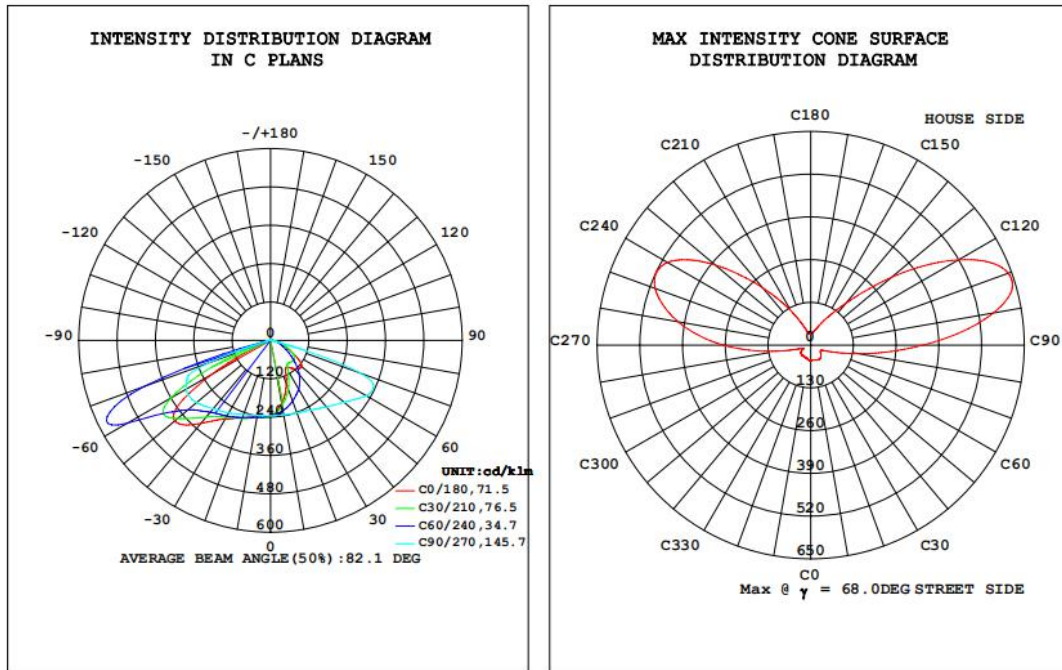 INTENSITY DISTRIBUTION DIAGRAM
IN C PLANS
-/+180
-150
150
-120
120
-90
90
-60
60
-30
30
0
0
120
240
360
480
600
UNIT:cd/klm
C0/180,71.5
C30/210,76.5
C60/240,34.7
C90/270,145.7
AVERAGE BEAM ANGLE(50%):82.1 DEG
MAX INTENSITY CONE SURFACE
DISTRIBUTION DIAGRAM
C180
HOUSE SIDE
C210
C150
C240
C120
C270
C90
C300
C60
C330
C30
C0
0
130
260
390
520
650
Max @ γ = 68.0DEG STREET SIDE